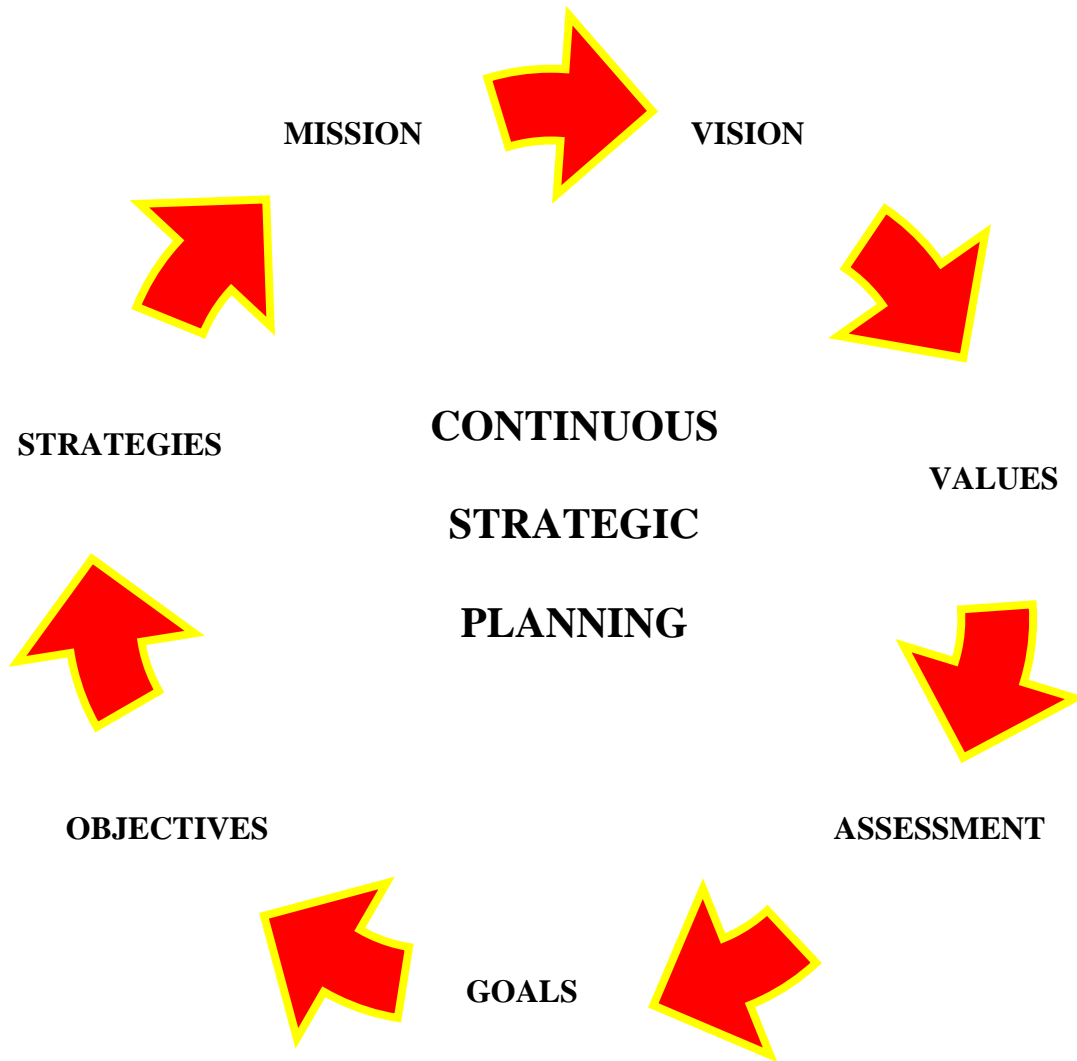 MISSION
VISION
CONTINUOUS
STRATEGIES
VALUES
STRATEGIC
PLANNING
OBJECTIVES
ASSESSMENT
GOALS